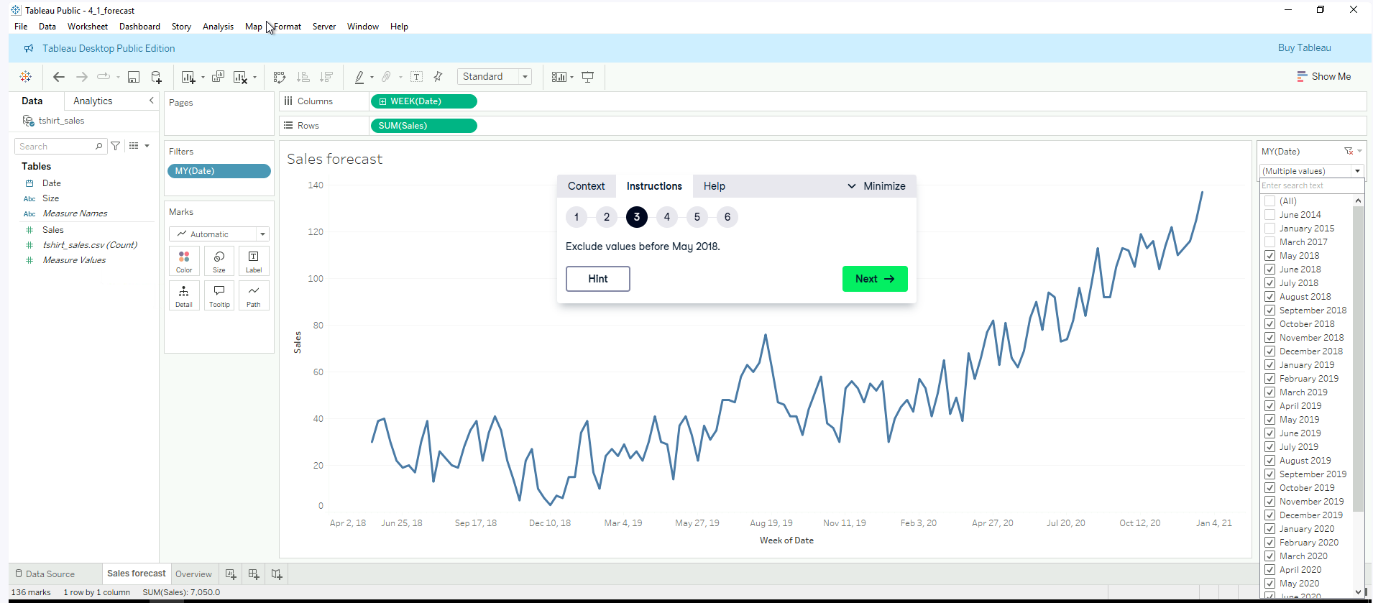 Tableau Public - 4_1_forecast
File Data Worksheet Dashboard Story Analysis Map Format Server Window Help
Tableau Desktop Public Edition
Buy Tableau
Standard
Show Me
Data
Analytics
Pages
Columns
WEEK(Date)
tshirt_sales
Rows
SUM(Sales)
Search
Tables
Date
Abc Size
Abc Measure Names
# Sales
# tshirt_sales.csv (Count)
# Measure Values
Filters
MY(Date)
Marks
Automatic
Color
Size
Label
Detail
Tooltip
Path
Sales forecast
Context
Instructions
Help
Minimize
1 2 3 4 5 6
Exclude values before May 2018.
Hint
Next →
140
120
100
80
60
40
20
0
Sales
Apr 2, 18 Jun 25, 18 Sep 17, 18 Dec 10, 18 Mar 4, 19 May 27, 19 Aug 19, 19 Nov 11, 19 Feb 3, 20 Apr 27, 20 Jul 20, 20 Oct 12, 20 Jan 4, 21
Week of Date
MY(Date)
(Multiple values)
Enter search text
(All)
June 2014
January 2015
March 2017
May 2018
June 2018
July 2018
August 2018
September 2018
October 2018
November 2018
December 2018
January 2019
February 2019
March 2019
April 2019
May 2019
June 2019
July 2019
August 2019
September 2019
October 2019
November 2019
December 2019
January 2020
February 2020
March 2020
April 2020
May 2020
June 2020
Data Source
Sales forecast
Overview
136 marks 1 row by 1 column SUM(Sales): 7,050.0